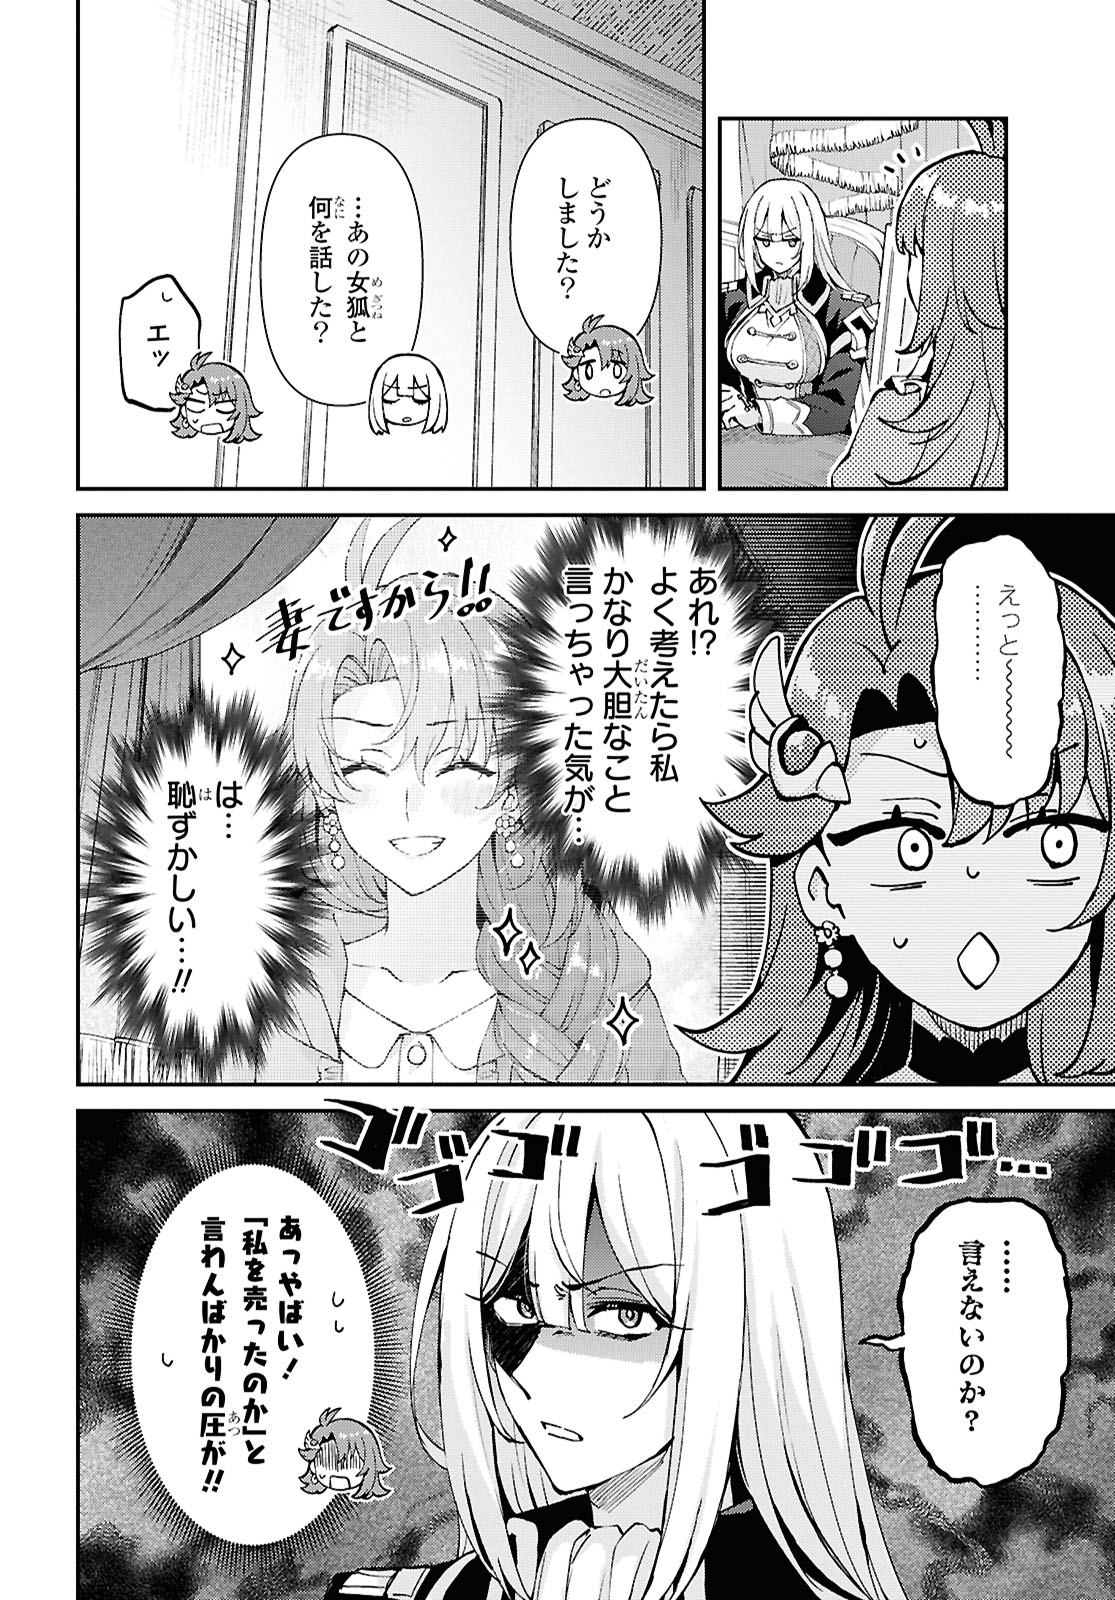 どうか
しました？
…あの女狐と
何を話した？
エッ
えっと～～～
………
あれ!?
よく考えたら私
かなり大胆なこと
言っちゃった気が…
妻ですから!!
は…
恥ずかしい…!!
ゴゴゴゴゴゴ…
……
言えないのか？
あっやばい！
「私を売ったのか」と
言わんばかりの圧が!!